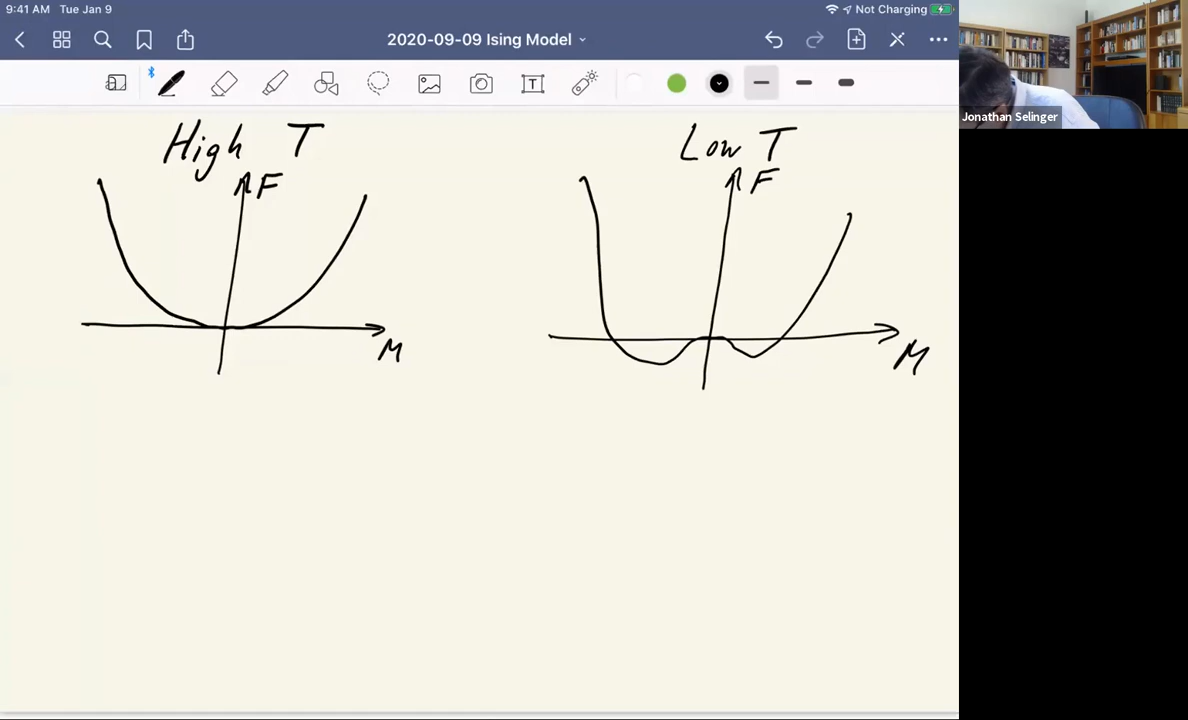 9:41 AM Tue Jan 9
Not Charging
2020-09-09 Ising Model
T
Jonathan Selinger
High T
Low T
F
F
M
M